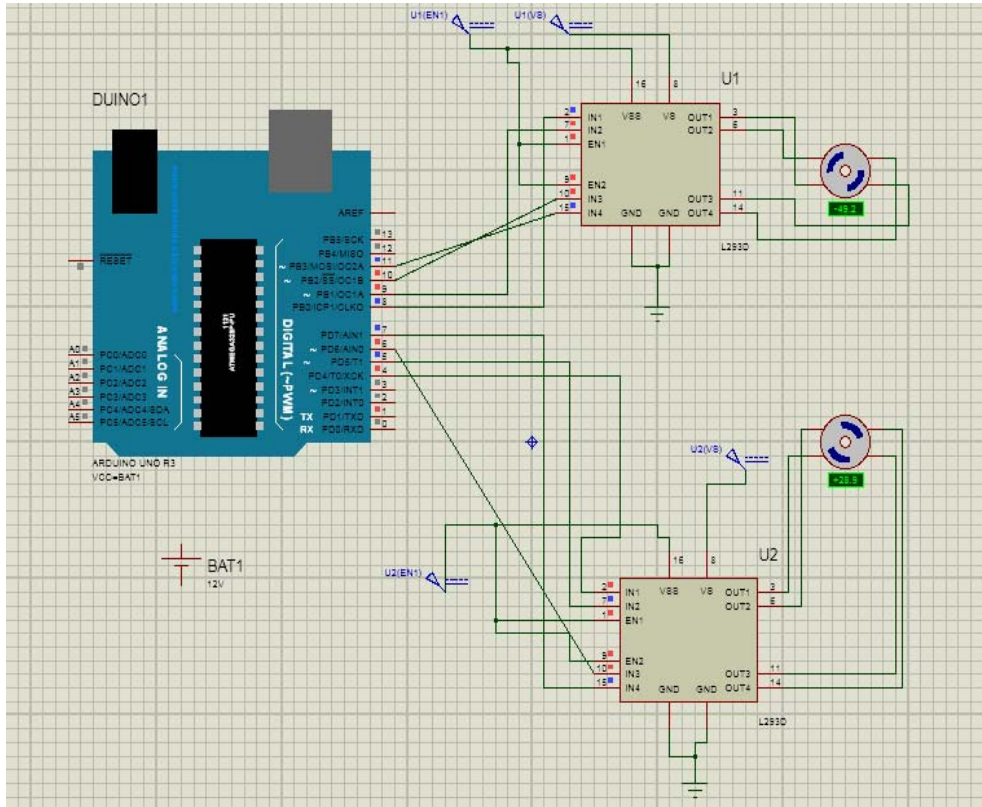 U1(EN1)
U1(VS)
U1
DUINO1
16
8
2
IN1
VSS
VS
OUT1
3
7
IN2
OUT2
6
1
EN1
9
EN2
10
IN3
OUT3
11
15
IN4
GND
GND
OUT4
14
-49.2
L293D
AREF
PB5/SCK
13
RESET
PB4/MISO
12
~
PB3/MOSI/OC2A
11
~
PB2/SS/OC1B
10
~
PB1/OC1A
9
PB0/ICP1/CLKO
8
DIGITAL (~PWM)
ANALOG IN
PD7/AIN1
7
~
PD6/AIN0
6
~
PD5/T1
5
PD4/T0/XCK
4
~
PD3/INT1
3
PD2/INT0
2
TX
PD1/TXD
1
RX
PD0/RXD
0
A0
PC0/ADC0
A1
PC1/ADC1
A2
PC2/ADC2
A3
PC3/ADC3
A4
PC4/ADC4/SDA
A5
PC5/ADC5/SCL
ARDUINO UNO R3
VCC=BAT1
U2(VS)
+28.9
BAT1
12V
U2(EN1)
U2
16
8
2
IN1
VSS
VS
OUT1
3
7
IN2
OUT2
6
1
EN1
9
EN2
10
IN3
OUT3
11
15
IN4
GND
GND
OUT4
14
L293D